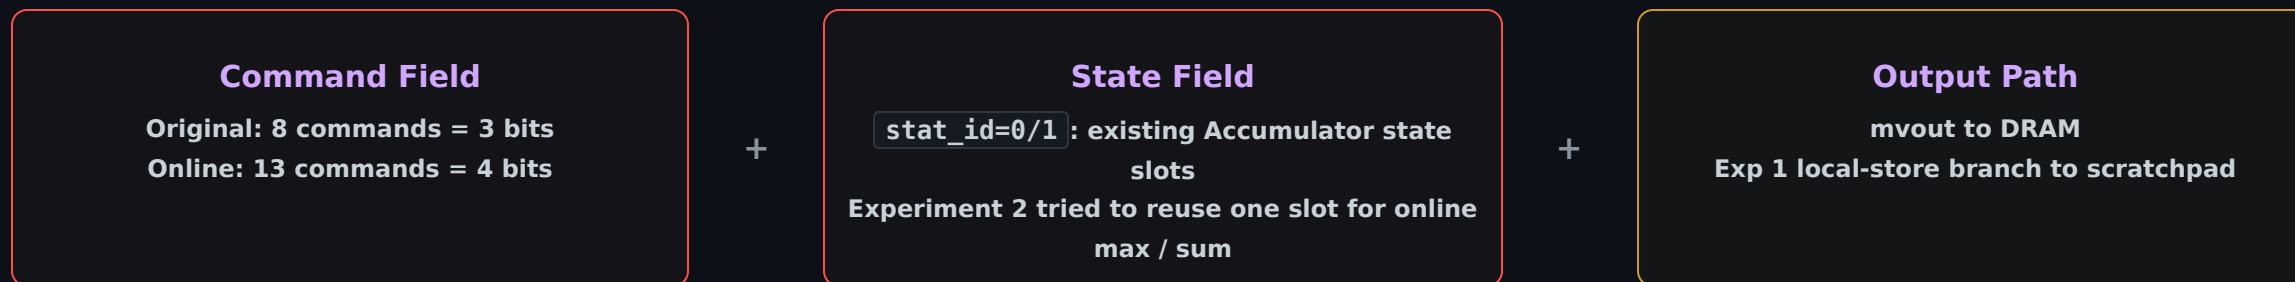 Command Field
Original: 8 commands = 3 bits
Online: 13 commands = 4 bits
+
State Field
stat_id=0/1 : existing Accumulator state
slots
Experiment 2 tried to reuse one slot for online
max / sum
+
Output Path
mvout to DRAM
Exp 1 local-store branch to scratchpad